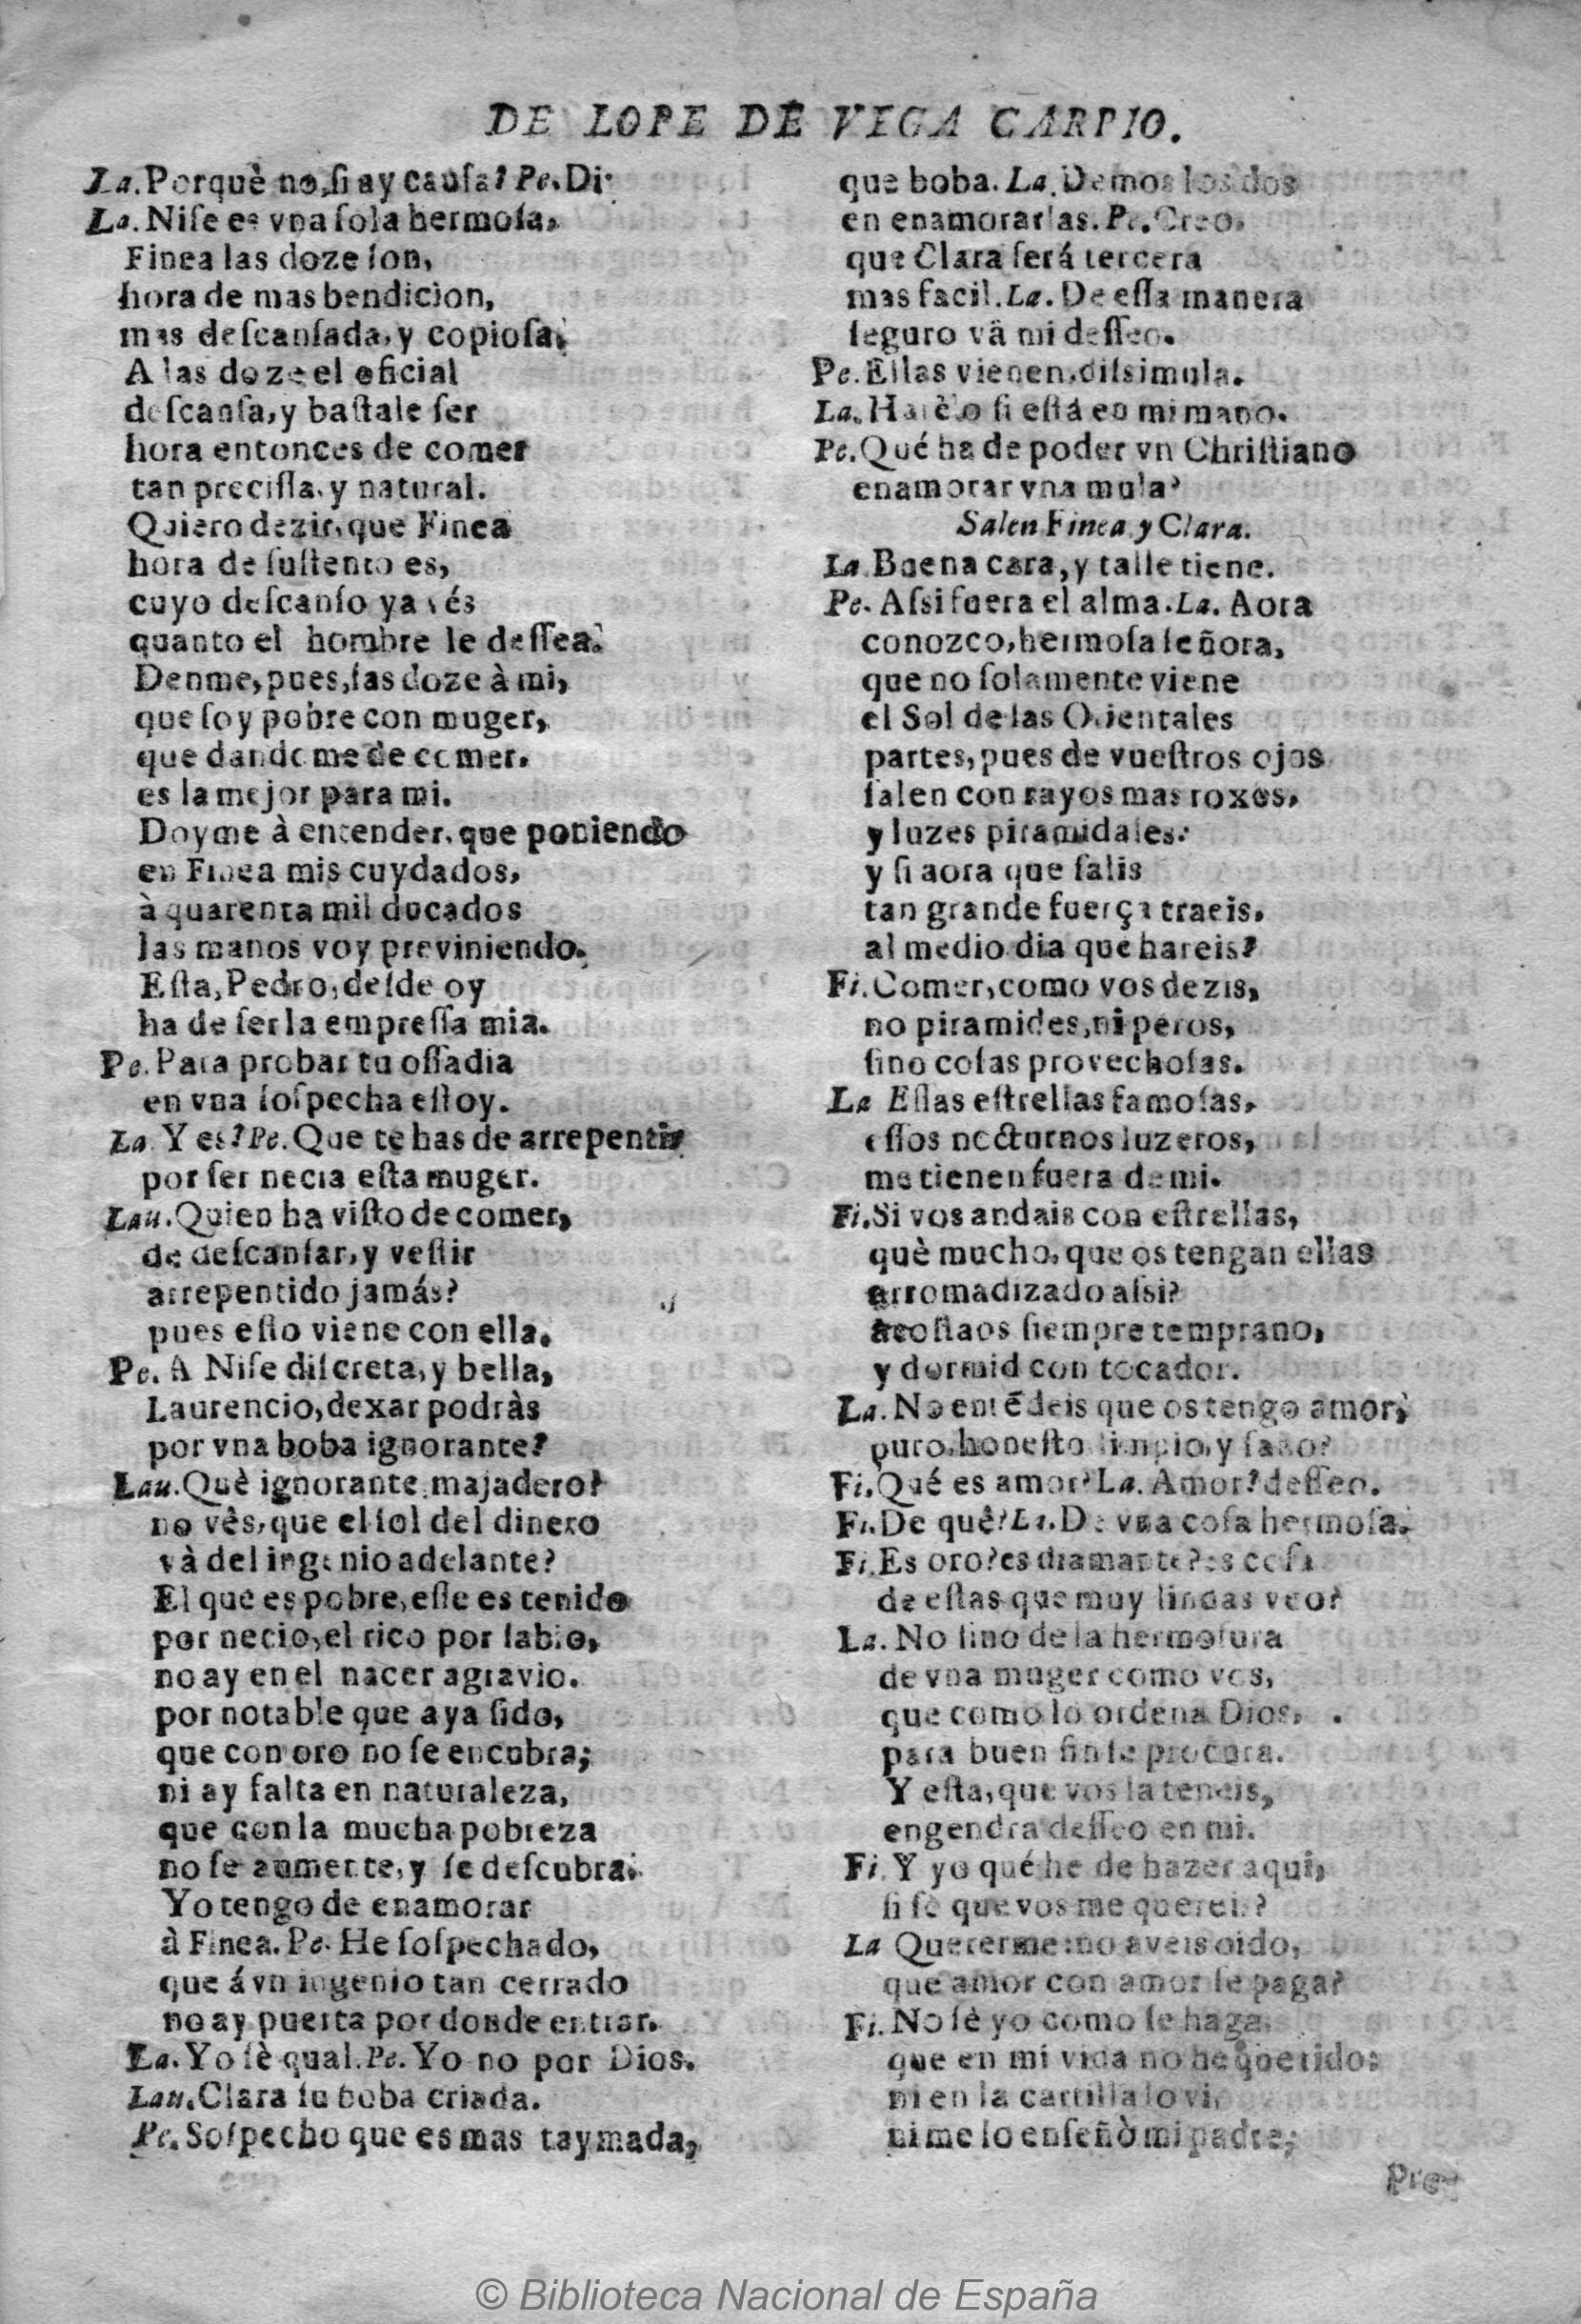 DE LOPE DE VEGA CARPIO.
La. Porquè no, ſi ay cauſa? Pe. Di:
La. Niſe es vna ſola hermoſa,
Finea las doze ſon,
hora de mas bendicion,
mas deſcanſada, y copioſa;
A las doze el oficial
deſcanſa, y baſtale ſer
hora entonces de comer
tan preciſſa, y natural.
Quiero dezir, que Finea
hora de ſuſtento es,
cuyo deſcanſo ya vés
quanto el hombre le deſſea.
Denme, pues, las doze à mi,
que ſoy pobre con muger,
que dandome de comer.
es la mejor para mi.
Doyme à entender, que poniendo
en Finea mis cuydados,
à quarenta mil ducados
las manos voy previniendo.
Eſta, Pedro, deſde oy
ha de ſer la empreſſa mia.
Pe. Para probar tu oſſadia
en vna ſoſpecha eſtoy.
La. Y es? Pe. Que te has de arrepentir
por ſer necia eſta muger.
Lau. Quien ha viſto de comer,
de deſcanſar, y veſtir
arrepentido jamás?
pues eſto viene con ella.
Pe. A Niſe diſcreta, y bella,
Laurencio, dexar podràs
por vna boba ignorante?
Lau. Què ignorante majadero?
no vès, que el ſol del dinero
và del ingenio adelante?
El que es pobre, eſſe es tenido
por necio, el rico por ſabio,
no ay en el nacer agravio.
por notable que aya ſido,
que con oro no ſe encubra;
ni ay falta en naturaleza,
que con la mucha pobreza
no ſe aumente, y ſe deſcubra.
Yo tengo de enamorar
à Finea. Pe. He ſoſpechado,
que á vn ingenio tan cerrado
no ay puerta por donde entrar.
La. Yo ſè qual. Pe. Yo no por Dios.
Lau. Clara ſu boba criada.
Pe. Soſpecho que es mas taymada,
que boba. La. Demos los dos
en enamorarlas. Pe. Creo,
que Clara ſerá tercera
mas facil. La. De eſſa manera
ſeguro và mi deſſeo.
Pe. Ellas vienen, diſsimula.
La. Harèlo ſi eſtá en mi mano.
Pe. Qué ha de poder vn Chriſtiano
enamorar vna mula?
Salen Finea, y Clara.
La. Buena cara, y talle tiene.
Pe. Aſsi fuera el alma. La. Aora
conozco, hermoſa ſeñora,
que no ſolamente viene
el Sol de las Orientales
partes, pues de vueſtros ojos
ſalen con rayos mas roxos,
y luzes piramidales:
y ſi aora que ſalis
tan grande fuerça traeis,
al medio dia que hareis?
Fi. Comer, como vos dezis,
no piramides, ni peros,
ſino coſas provechoſas.
La Eſſas eſtrellas famoſas,
eſſos nocturnos luzeros,
me tienen fuera de mi.
Fi. Si vos andais con eſtrellas,
què mucho, que os tengan ellas
arromadizado aſsi?
acoſtaos ſiempre temprano,
y dormid con tocador.
La. No entēdeis que os tengo amor,
puro, honeſto limpio, y ſano?
Fi. Qué es amor? La. Amor? deſſeo.
Fi. De què? La. De vna coſa hermoſa.
Fi. Es oro? es diamante? es coſa
de eſtas que muy lindas veo?
La. No ſino de la hermoſura
de vna muger como vos,
que como lo ordena Dios,
para buen fin ſe procura.
Y eſta, que vos la teneis,
engendra deſſeo en mi.
Fi. Y yo qué he de hazer aqui,
ſi ſè que vos me quereis?
La Quererme: no aveis oido,
que amor con amor ſe paga?
Fi. No ſè yo como ſe haga,
que en mi vida no he querido:
ni en la cartilla lo vi,
ni me lo enſeñò mi padre;
Pre-
© Biblioteca Nacional de España